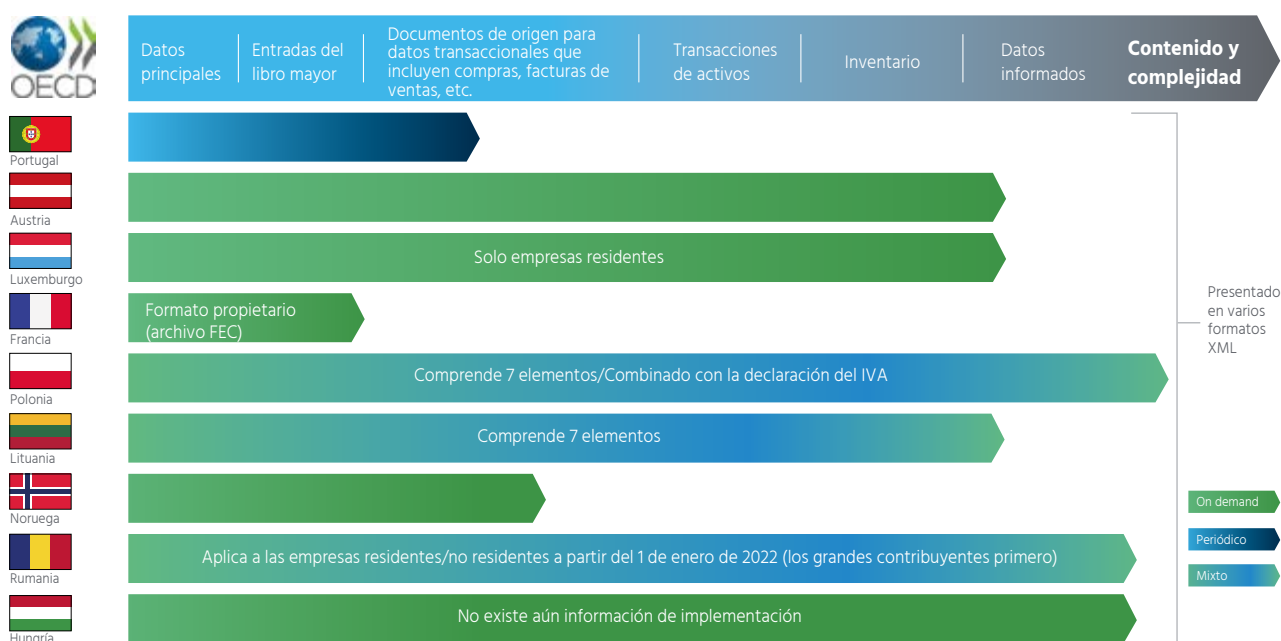 OECD
Datos
principales
Entradas del
libro mayor
Documentos de origen para
datos transaccionales que
incluyen compras, facturas de
ventas, etc.
Transacciones
de activos
Inventario
Datos
informados
Contenido y
complejidad
Portugal
Austria
Luxemburgo
Solo empresas residentes
Francia
Formato propietario
(archivo FEC)
Presentado
en varios
formatos
XML
Polonia
Comprende 7 elementos/Combinado con la declaración del IVA
Lituania
Comprende 7 elementos
Noruega
On demand
Rumania
Aplica a las empresas residentes/no residentes a partir del 1 de enero de 2022 (los grandes contribuyentes primero)
Periódico
Mixto
Hungría
No existe aún información de implementación